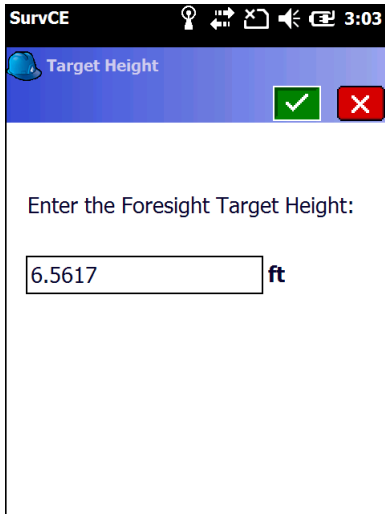 SurvCE 3:03
Target Height
Enter the Foresight Target Height:
6.5617 ft